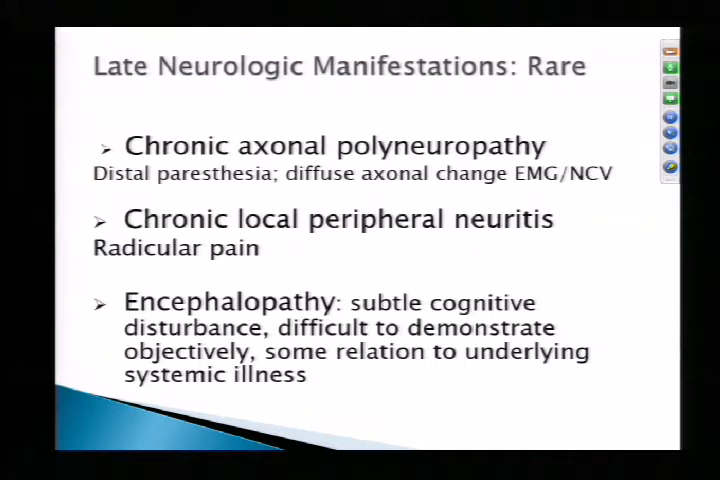 Late Neurologic Manifestations: Rare
Chronic axonal polyneuropathy
Distal paresthesia; diffuse axonal change EMG/NCV
Chronic local peripheral neuritis
Radicular pain
Encephalopathy: subtle cognitive
disturbance, difficult to demonstrate
objectively, some relation to underlying
systemic illness